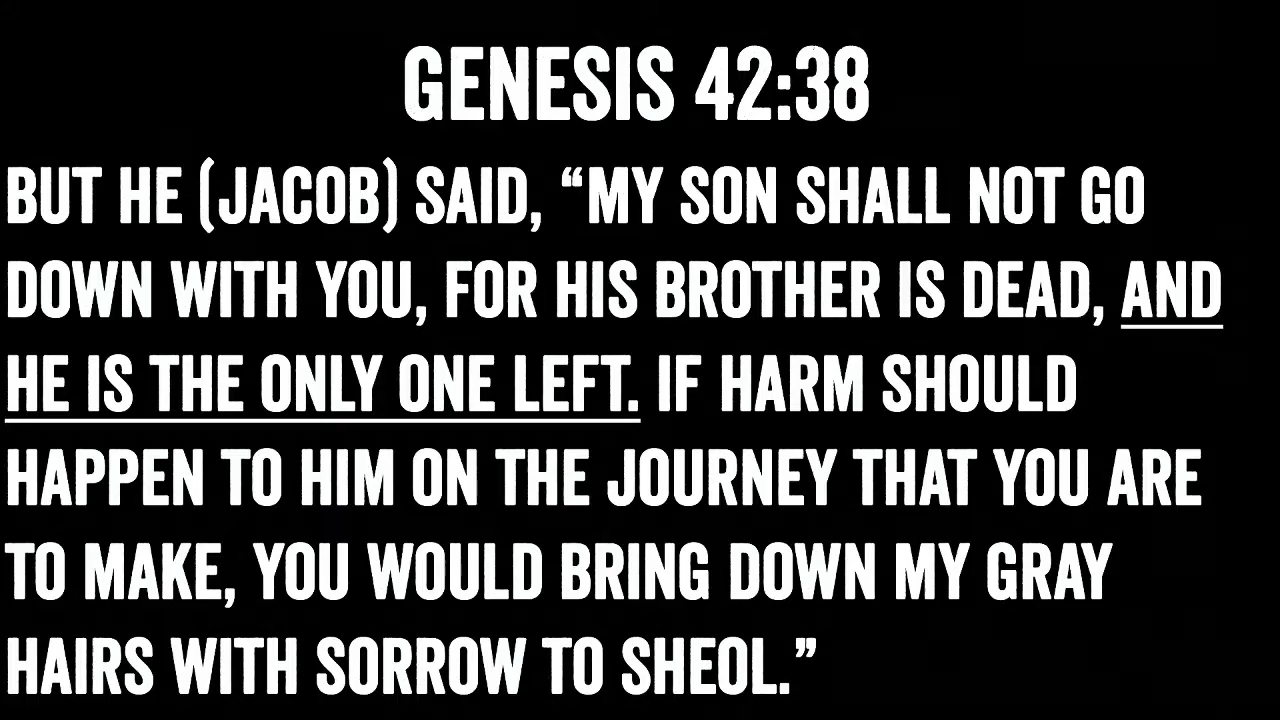 GENESIS 42:38
BUT HE (JACOB) SAID, “MY SON SHALL NOT GO
DOWN WITH YOU, FOR HIS BROTHER IS DEAD, AND
HE IS THE ONLY ONE LEFT. IF HARM SHOULD
HAPPEN TO HIM ON THE JOURNEY THAT YOU ARE
TO MAKE, YOU WOULD BRING DOWN MY GRAY
HAIRS WITH SORROW TO SHEOL.”